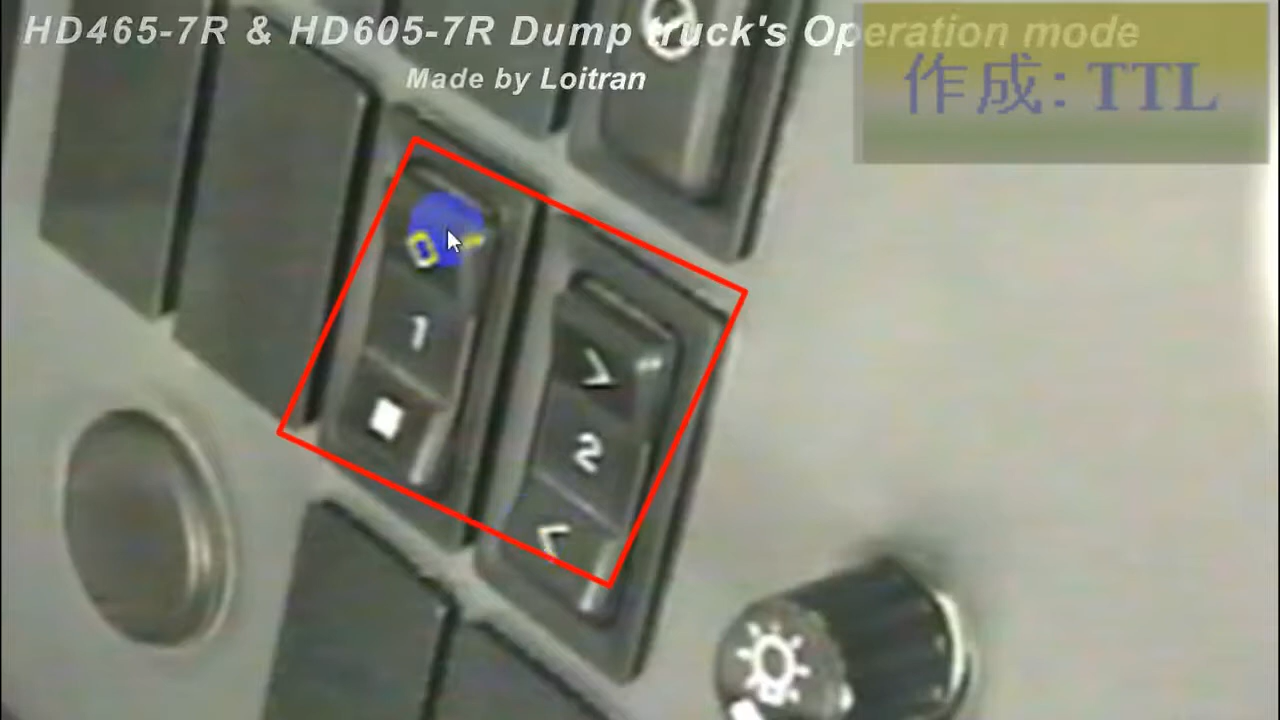 HD465-7R & HD605-7R Dump truck's Operation mode
Made by Loitran
作成: TTL
1
>
2
<